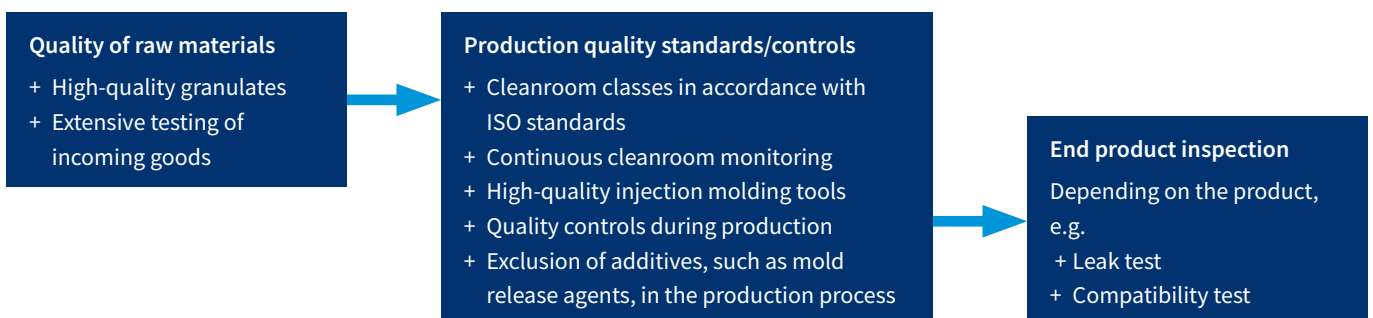 Quality of raw materials
+ High-quality granulates
+ Extensive testing of
incoming goods
Production quality standards/controls
+ Cleanroom classes in accordance with
ISO standards
+ Continuous cleanroom monitoring
+ High-quality injection molding tools
+ Quality controls during production
+ Exclusion of additives, such as mold
release agents, in the production process
End product inspection
Depending on the product,
e.g.
+ Leak test
+ Compatibility test